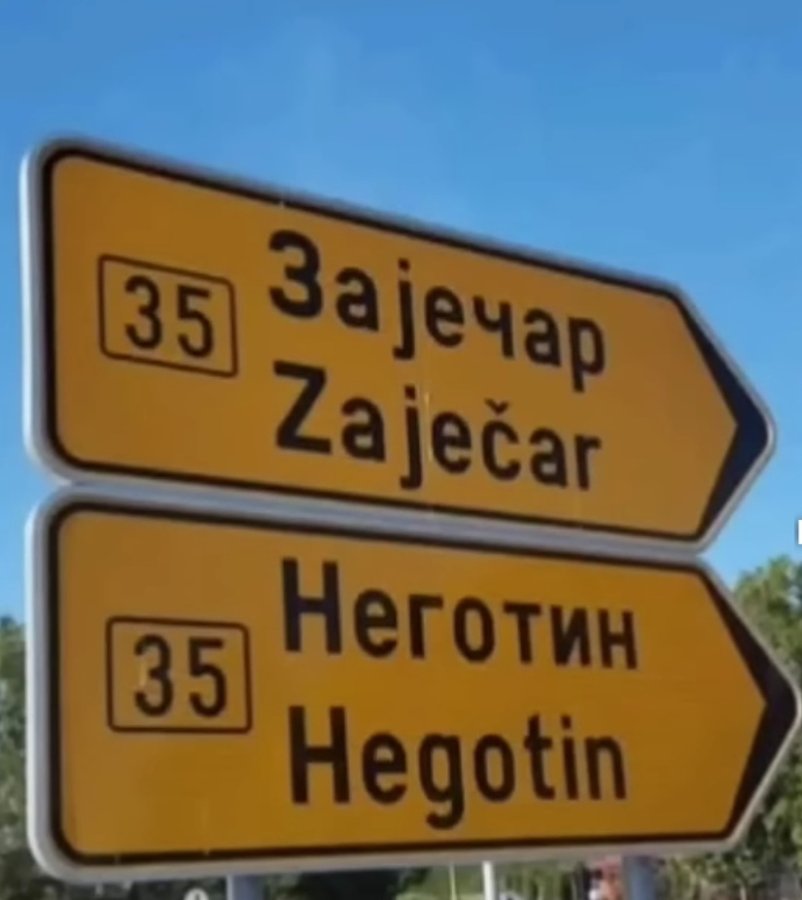 35
Зајечар
Zaječar
35
Неготин
Hegotin